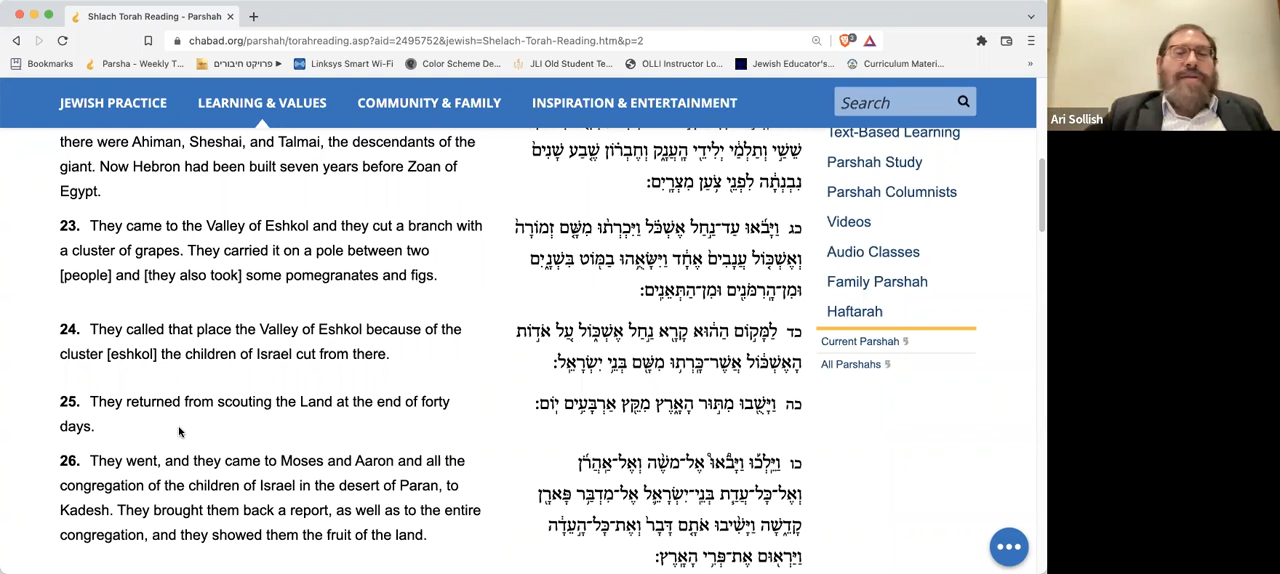 Shlach Torah Reading - Parshah
chabad.org/parshah/torahreading.asp?aid=2495752&jewish=Shelach-Torah-Reading.htm&p=2
Bookmarks Parsha - Weekly T... פרוייקט חיבורים Linksys Smart Wi-Fi Color Scheme De... JLI Old Student Te... OLLI Instructor Lo... Jewish Educator's... Curriculum Materi...
JEWISH PRACTICE LEARNING & VALUES COMMUNITY & FAMILY INSPIRATION & ENTERTAINMENT Search
there were Ahiman, Sheshai, and Talmai, the descendants of the
giant. Now Hebron had been built seven years before Zoan of
Egypt.
שֵׁשַׁ֣י וְתַלְמַ֔י יְלִידֵ֖י הָֽעֲנָ֑ק וְחֶבְר֗וֹן שֶׁ֤בַע שָׁנִים֙
נִבְנְתָ֔ה לִפְנֵ֖י צֹ֥עַן מִצְרָֽיִם:
23. They came to the Valley of Eshkol and they cut a branch with
a cluster of grapes. They carried it on a pole between two
[people] and [they also took] some pomegranates and figs.
כג וַיָּבֹ֜אוּ עַד־נַ֣חַל אֶשְׁכֹּ֗ל וַיִּכְרְת֨וּ מִשָּׁ֤ם זְמוֹרָה֙
וְאֶשְׁכּ֤וֹל עֲנָבִים֙ אֶחָ֔ד וַיִּשָּׂאֻ֥הוּ בַמּ֖וֹט בִּשְׁנָ֑יִם
וּמִן־הָֽרִמֹּנִ֖ים וּמִן־הַתְּאֵנִֽים:
24. They called that place the Valley of Eshkol because of the
cluster [eshkol] the children of Israel cut from there.
כד לַמָּק֣וֹם הַה֔וּא קָרָ֖א נַ֣חַל אֶשְׁכּ֑וֹל עַ֚ל אֹד֣וֹת
הָֽאֶשְׁכּ֔וֹל אֲשֶׁר־כָּֽרְת֥וּ מִשָּׁ֖ם בְּנֵ֥י יִשְׂרָאֵֽל:
25. They returned from scouting the Land at the end of forty
days.
כה וַיָּשֻׁ֖בוּ מִתּ֣וּר הָאָ֑רֶץ מִקֵּ֖ץ אַרְבָּעִ֥ים יֽוֹם:
26. They went, and they came to Moses and Aaron and all the
congregation of the children of Israel in the desert of Paran, to
Kadesh. They brought them back a report, as well as to the entire
congregation, and they showed them the fruit of the land.
כו וַיֵּֽלְכ֡וּ וַיָּבֹ֩אוּ֩ אֶל־משֶׁ֨ה וְאֶל־אַֽהֲרֹ֜ן
וְאֶל־כָּל־עֲדַ֧ת בְּנֵֽי־יִשְׂרָאֵ֛ל אֶל־מִדְבַּ֥ר פָּארָ֖ן
קָדֵ֑שָׁה וַיָּשִׁ֨יבוּ אֹתָ֤ם דָּבָר֙ וְאֶת־כָּל־הָ֣עֵדָ֔ה
וַיַּרְא֖וּם אֶת־פְּרִ֥י הָאָֽרֶץ:
Text-Based Learning
Parshah Study
Parshah Columnists
Videos
Audio Classes
Family Parshah
Haftarah
Current Parshah
All Parshahs
Ari Sollish